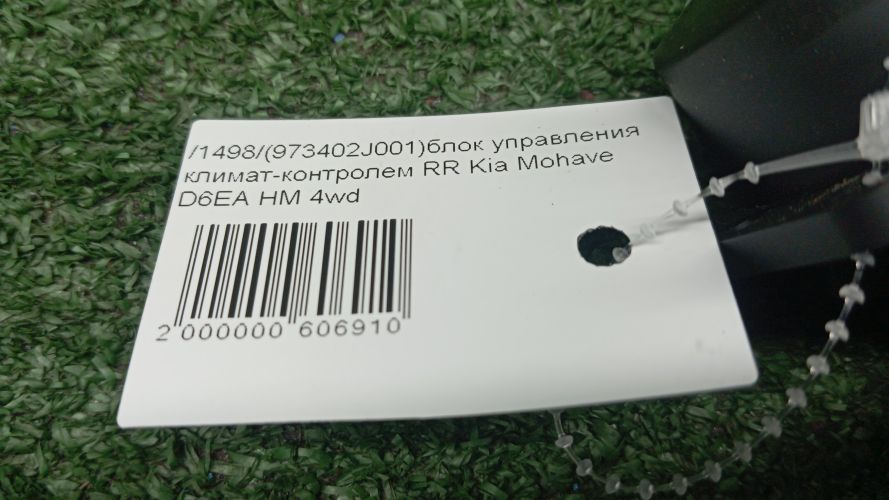 /1498/(973402J001)блок управления
климат-контролем RR Kia Mohave
D6EA HM 4wd
2 000000 606910